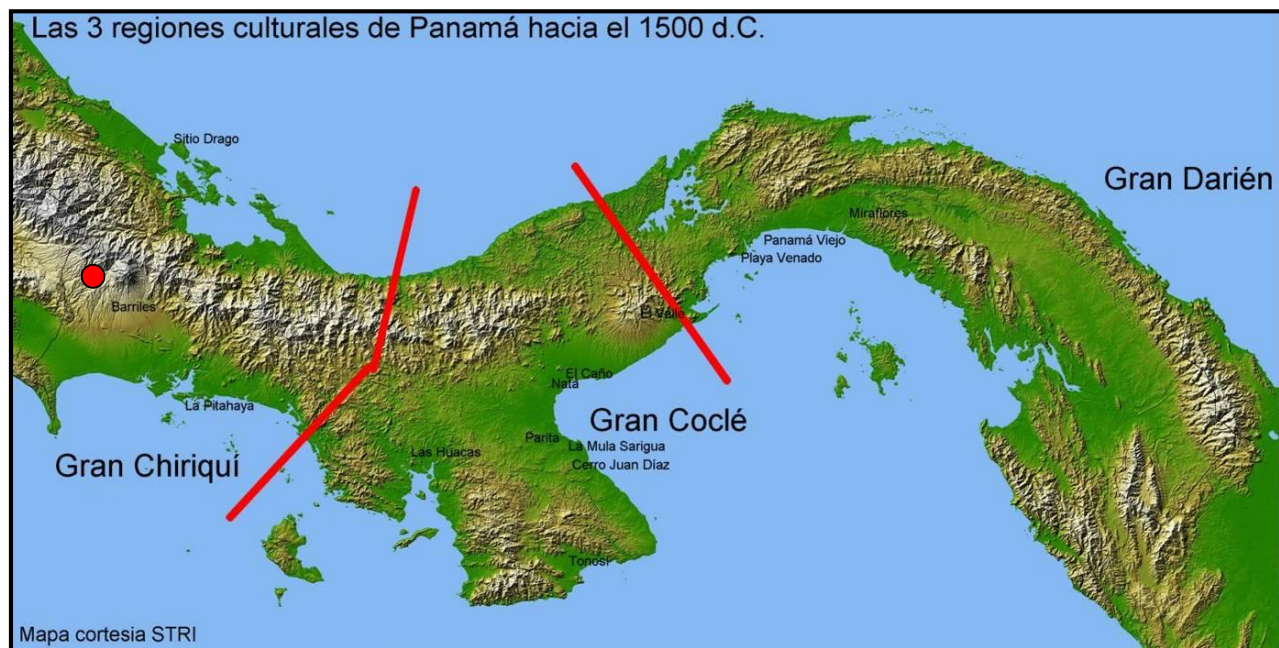 Las 3 regiones culturales de Panamá hacia el 1500 d.C.
Sitio Drago
Gran Darién
Miraflores
Panamá Viejo
Playa Venado
Barriles
El Valle
El Caño
Natá
La Pitahaya
Gran Coclé
Parita
La Mula Sarigua
Las Huacas
Gran Chiriquí
Cerro Juan Díaz
Tonosí
Mapa cortesia STRI